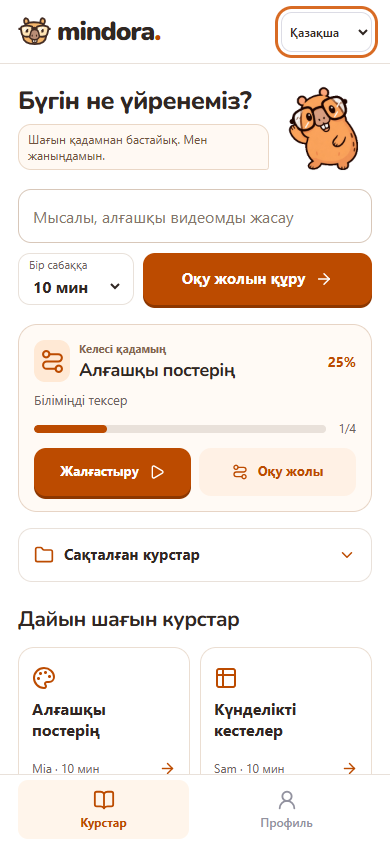 mindora.
Қазақша
Бүгін не үйренеміз?
Шағын қадамнан бастайық. Мен
жаныңдамын.
Мысалы, алғашқы видеомды жасау
Бір сабаққа
10 мин
Оқу жолын құру
Келесі қадамың
Алғашқы постерің
25%
Біліміңді тексер
1/4
Жалғастыру
Оқу жолы
Сақталған курстар
Дайын шағын курстар
Алғашқы
постерің
Mia · 10 мин
Күнделікті
кестелер
Sam · 10 мин
Курстар
Профиль